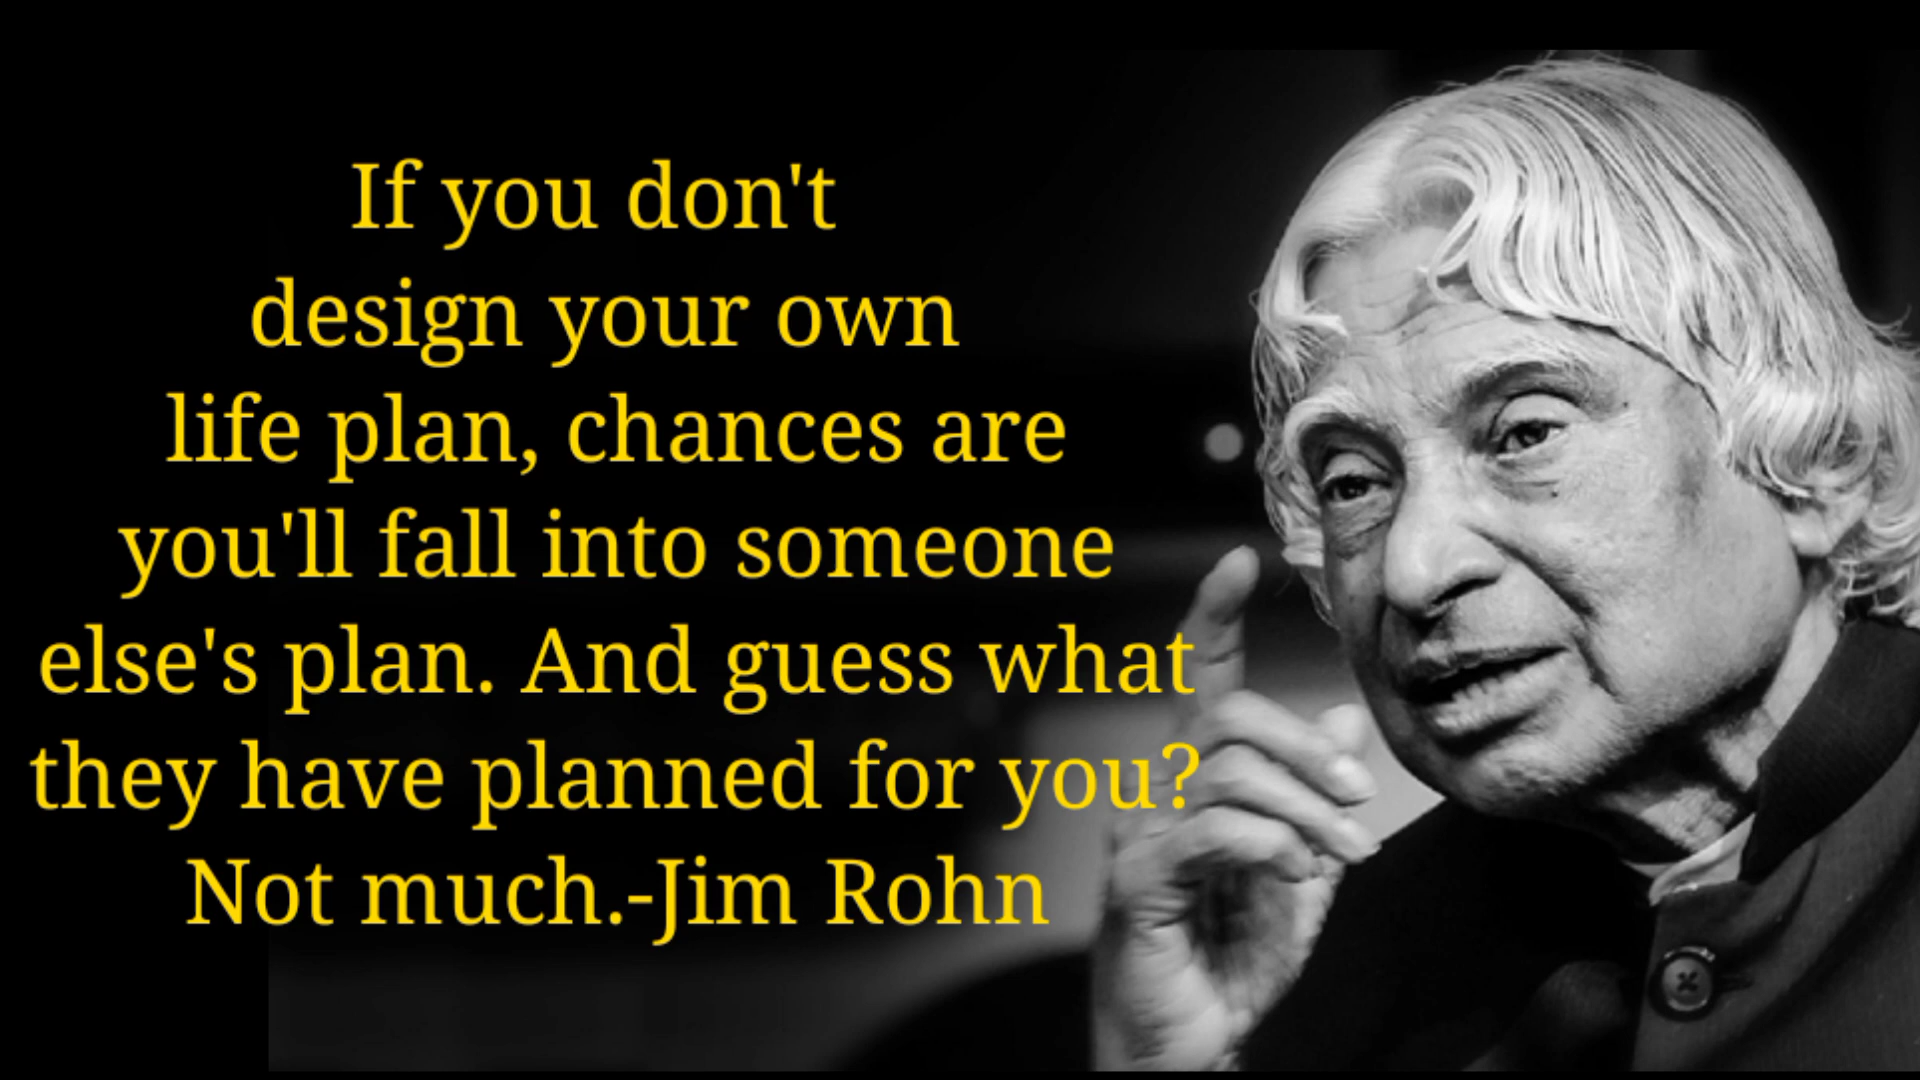 If you don't
design your own
life plan, chances are
you'll fall into someone
else's plan. And guess what
they have planned for you?
Not much.-Jim Rohn